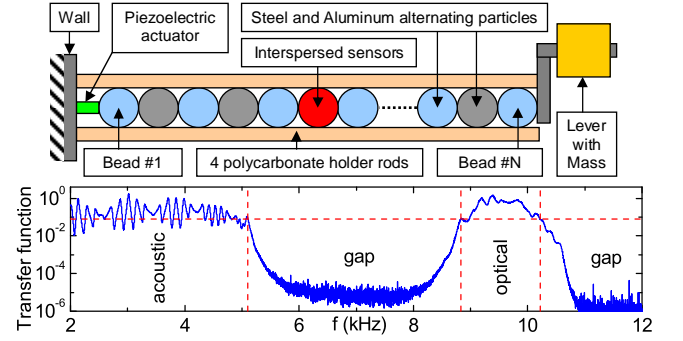 Wall
Piezoelectric
actuator
Steel and Aluminum alternating particles
Interspersed sensors
Bead #1
4 polycarbonate holder rods
Bead #N
Lever
with
Mass
Transfer function
10^0
10^-2
10^-4
10^-6
acoustic
gap
optical
gap
2 4 6 8 10 12
f (kHz)